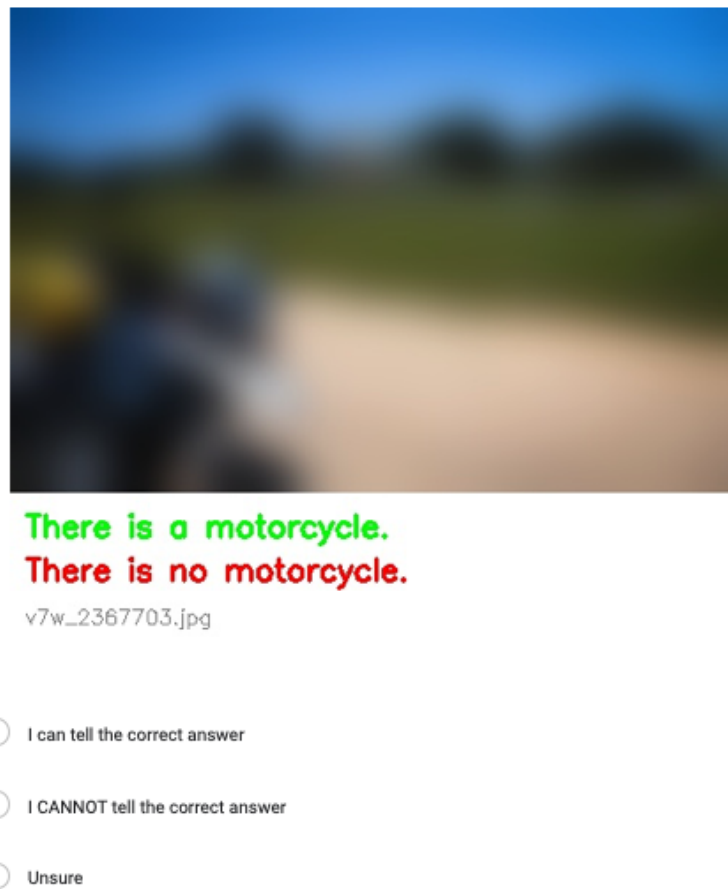 There is a motorcycle.
There is no motorcycle.
v7w_2367703.jpg
I can tell the correct answer
I CANNOT tell the correct answer
Unsure